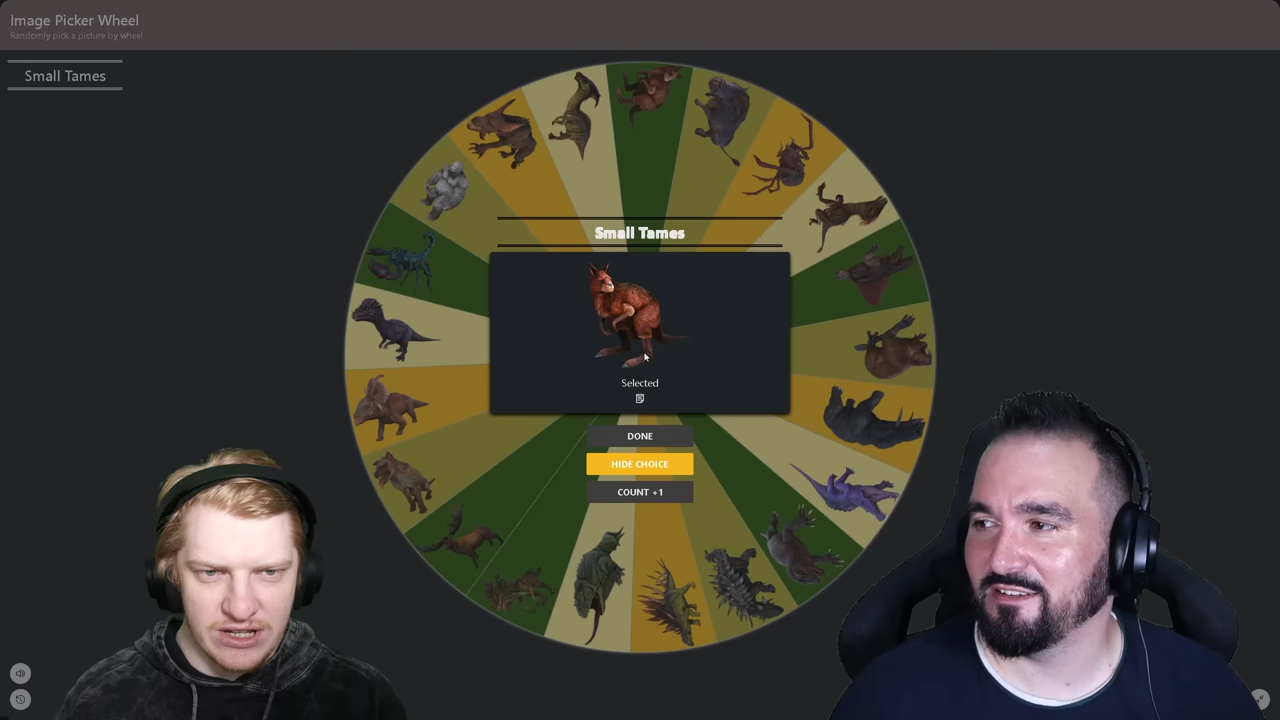 Image Picker Wheel
Randomly pick a picture by wheel
Small Tames
Small Tames
Selected
DONE
HIDE CHOICE
COUNT +1